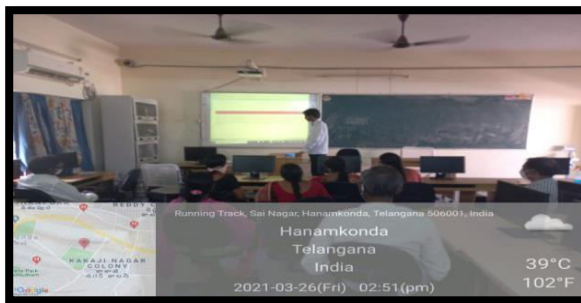 Running Track, Sai Nagar, Hanamkonda, Telangana 506001, India
Hanamkonda
Telangana
India
2021-03-26(Fri) 02:51(pm)
39°C
102°F
REDDY C
KAKAJI NAGAR
COLONY
Google